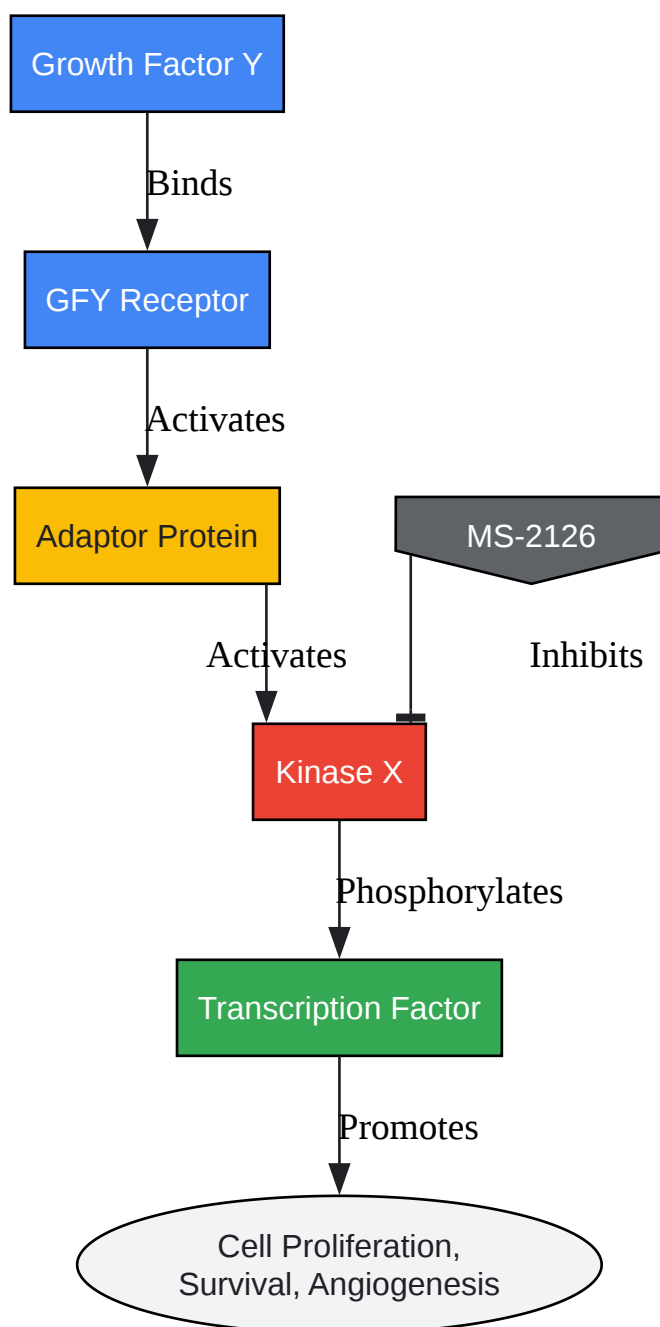 Growth Factor Y
Binds
GFY Receptor
Activates
Adaptor Protein
MS-2126
Activates
Inhibits
Kinase X
Phosphorylates
Transcription Factor
Promotes
Cell Proliferation,
Survival, Angiogenesis